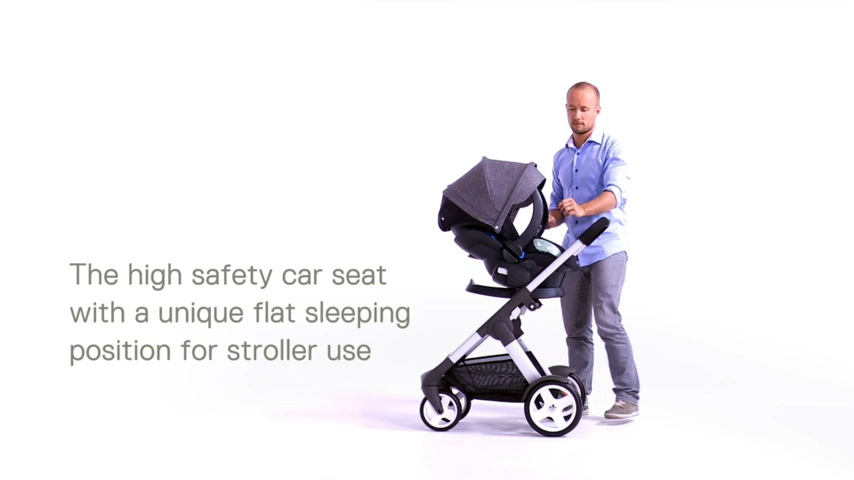 The high safety car seat
with a unique flat sleeping
position for stroller use